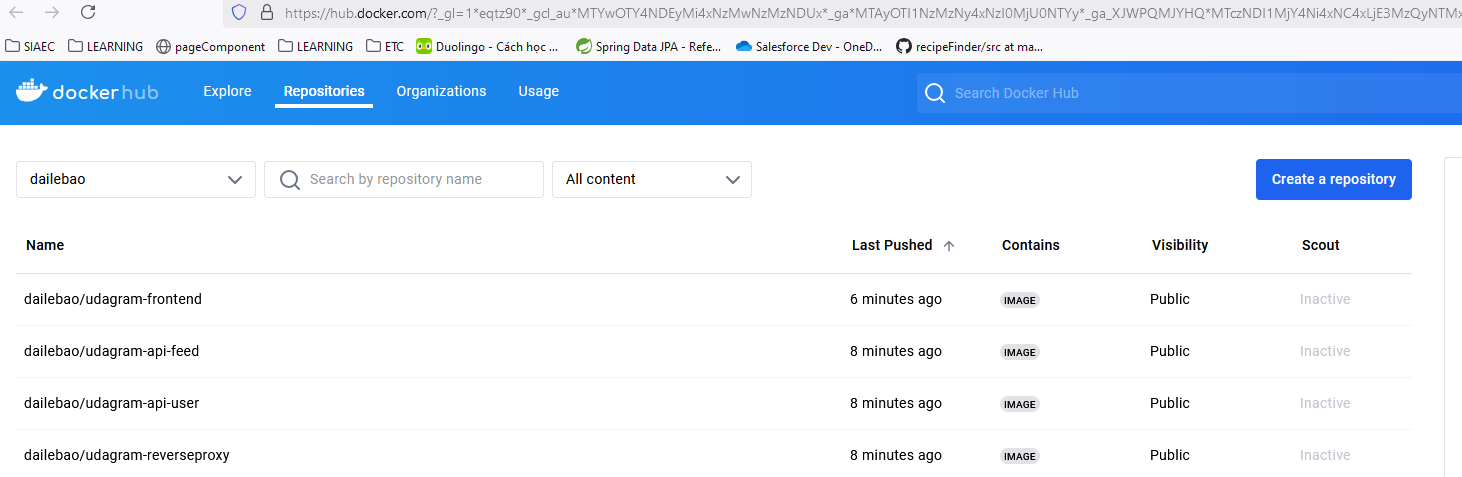 https://hub.docker.com/?_gl=1*eqtz90*_gcl_au*MTYwOTY4NDEyMi4xNzMwNzMzNDUx*_ga*MTAyOTI1NzMzNy4xNzI0MjU0NTYy*_ga_XJWPQMJYHQ*MTczNDI1MjY4Ni4xNC4xLjE3MzQyNTMx
SIAEC LEARNING pageComponent LEARNING ETC Duolingo - Cách học ... Spring Data JPA - Refe... Salesforce Dev - OneD... recipeFinder/src at ma...
dockerhub Explore Repositories Organizations Usage Search Docker Hub
dailebao Search by repository name All content Create a repository
Name Last Pushed Contains Visibility Scout
dailebao/udagram-frontend 6 minutes ago IMAGE Public Inactive
dailebao/udagram-api-feed 8 minutes ago IMAGE Public Inactive
dailebao/udagram-api-user 8 minutes ago IMAGE Public Inactive
dailebao/udagram-reverseproxy 8 minutes ago IMAGE Public Inactive